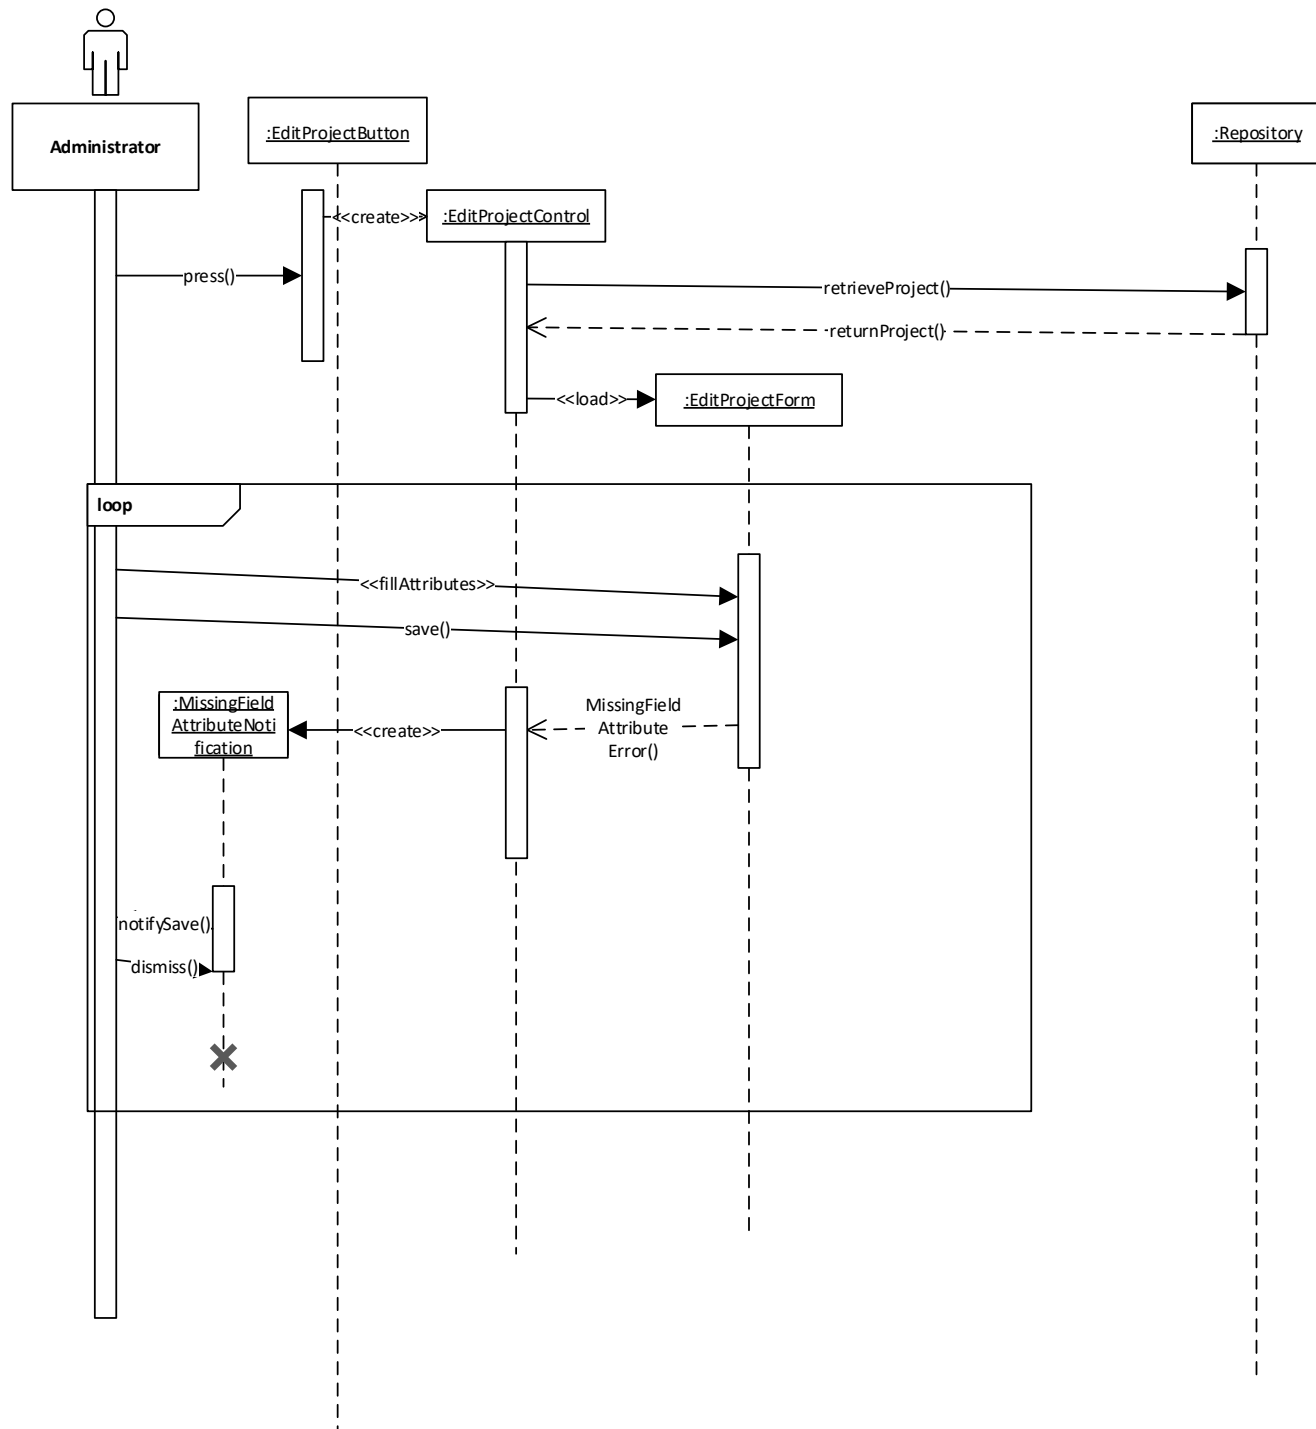 Administrator
:EditProjectButton
:Repository
<<create>>
:EditProjectControl
press()
retrieveProject()
returnProject()
<<load>>
:EditProjectForm
loop
<<fillAttributes>>
save()
:MissingField
AttributeNoti
fication
<<create>>
MissingField
Attribute
Error()
notifySave()
dismiss()